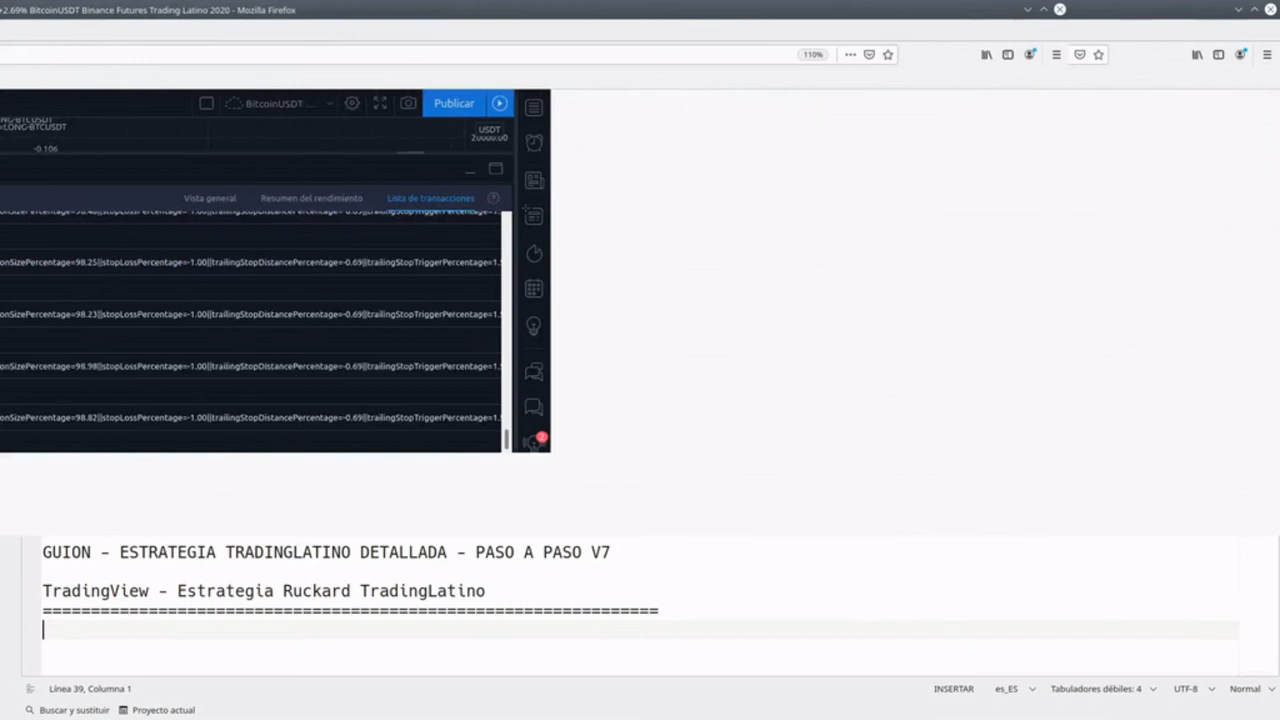 +2.69% BitcoinUSDT Binance Futures Trading Latino 2020 - Mozilla Firefox
110%
BitcoinUSDT ...
Publicar
NG-BTCUSDT
=LONG-BTCUSDT
-0.106
USDT
20000.00
Vista general
Resumen del rendimiento
Lista de transacciones
onSizePercentage=98.25||stopLossPercentage=-1.00||trailingStopDistancePercentage=-0.69||trailingStopTriggerPercentage=1.
onSizePercentage=98.23||stopLossPercentage=-1.00||trailingStopDistancePercentage=-0.69||trailingStopTriggerPercentage=1.
onSizePercentage=98.98||stopLossPercentage=-1.00||trailingStopDistancePercentage=-0.69||trailingStopTriggerPercentage=1.
onSizePercentage=98.82||stopLossPercentage=-1.00||trailingStopDistancePercentage=-0.69||trailingStopTriggerPercentage=1.
2
GUION - ESTRATEGIA TRADINGLATINO DETALLADA - PASO A PASO V7
TradingView - Estrategia Ruckard TradingLatino
================================================================
Línea 39, Columna 1
INSERTAR
es_ES
Tabuladores débiles: 4
UTF-8
Normal
Buscar y sustituir
Proyecto actual